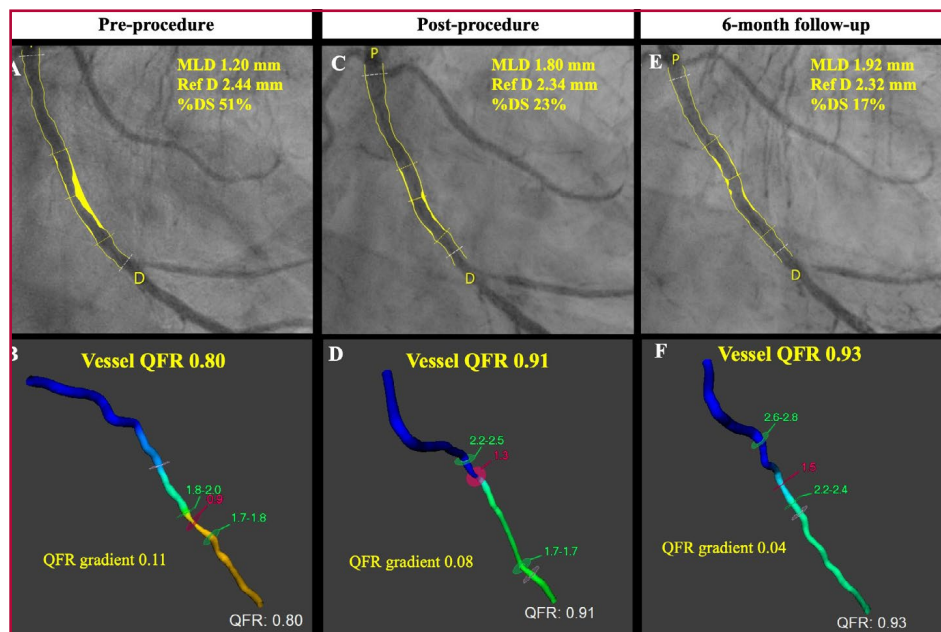 Pre-procedure
Post-procedure
6-month follow-up
A
MLD 1.20 mm
Ref D 2.44 mm
%DS 51%
D
C
P
MLD 1.80 mm
Ref D 2.34 mm
%DS 23%
D
E
P
MLD 1.92 mm
Ref D 2.32 mm
%DS 17%
D
B
Vessel QFR 0.80
1.8-2.0
0.9
1.7-1.8
QFR gradient 0.11
QFR: 0.80
D
Vessel QFR 0.91
2.2-2.5
1.3
1.7-1.7
QFR gradient 0.08
QFR: 0.91
F
Vessel QFR 0.93
2.6-2.8
1.5
2.2-2.4
QFR gradient 0.04
QFR: 0.93